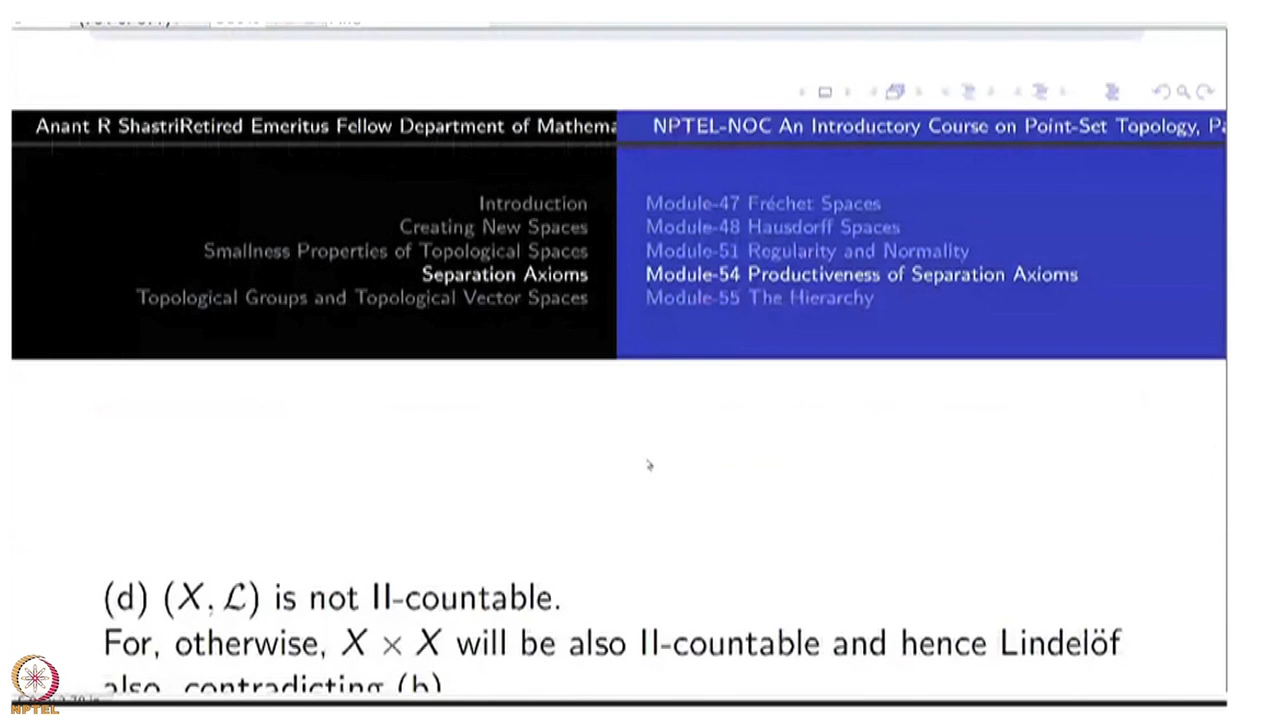 Anant R ShastriRetired Emeritus Fellow Department of Mathema
NPTEL-NOC An Introductory Course on Point-Set Topology, Pa
Introduction
Creating New Spaces
Smallness Properties of Topological Spaces
Separation Axioms
Topological Groups and Topological Vector Spaces
Module-47 Fréchet Spaces
Module-48 Hausdorff Spaces
Module-51 Regularity and Normality
Module-54 Productiveness of Separation Axioms
Module-55 The Hierarchy
(d) (X, ℒ) is not II-countable.
For, otherwise, X × X will be also II-countable and hence Lindelöf
also, contradicting (b)
NPTEL